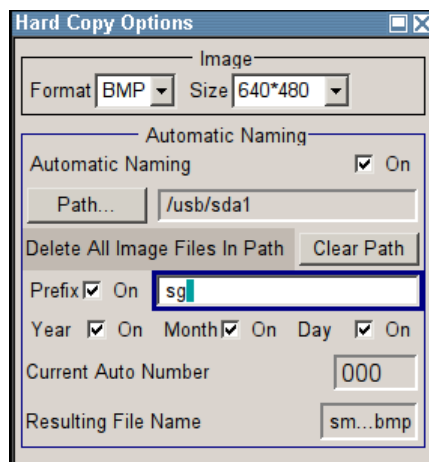 Hard Copy Options
Image
Format BMP Size 640*480
Automatic Naming
Automatic Naming On
Path... /usb/sda1
Delete All Image Files In Path Clear Path
Prefix On sg
Year On Month On Day On
Current Auto Number 000
Resulting File Name sm...bmp